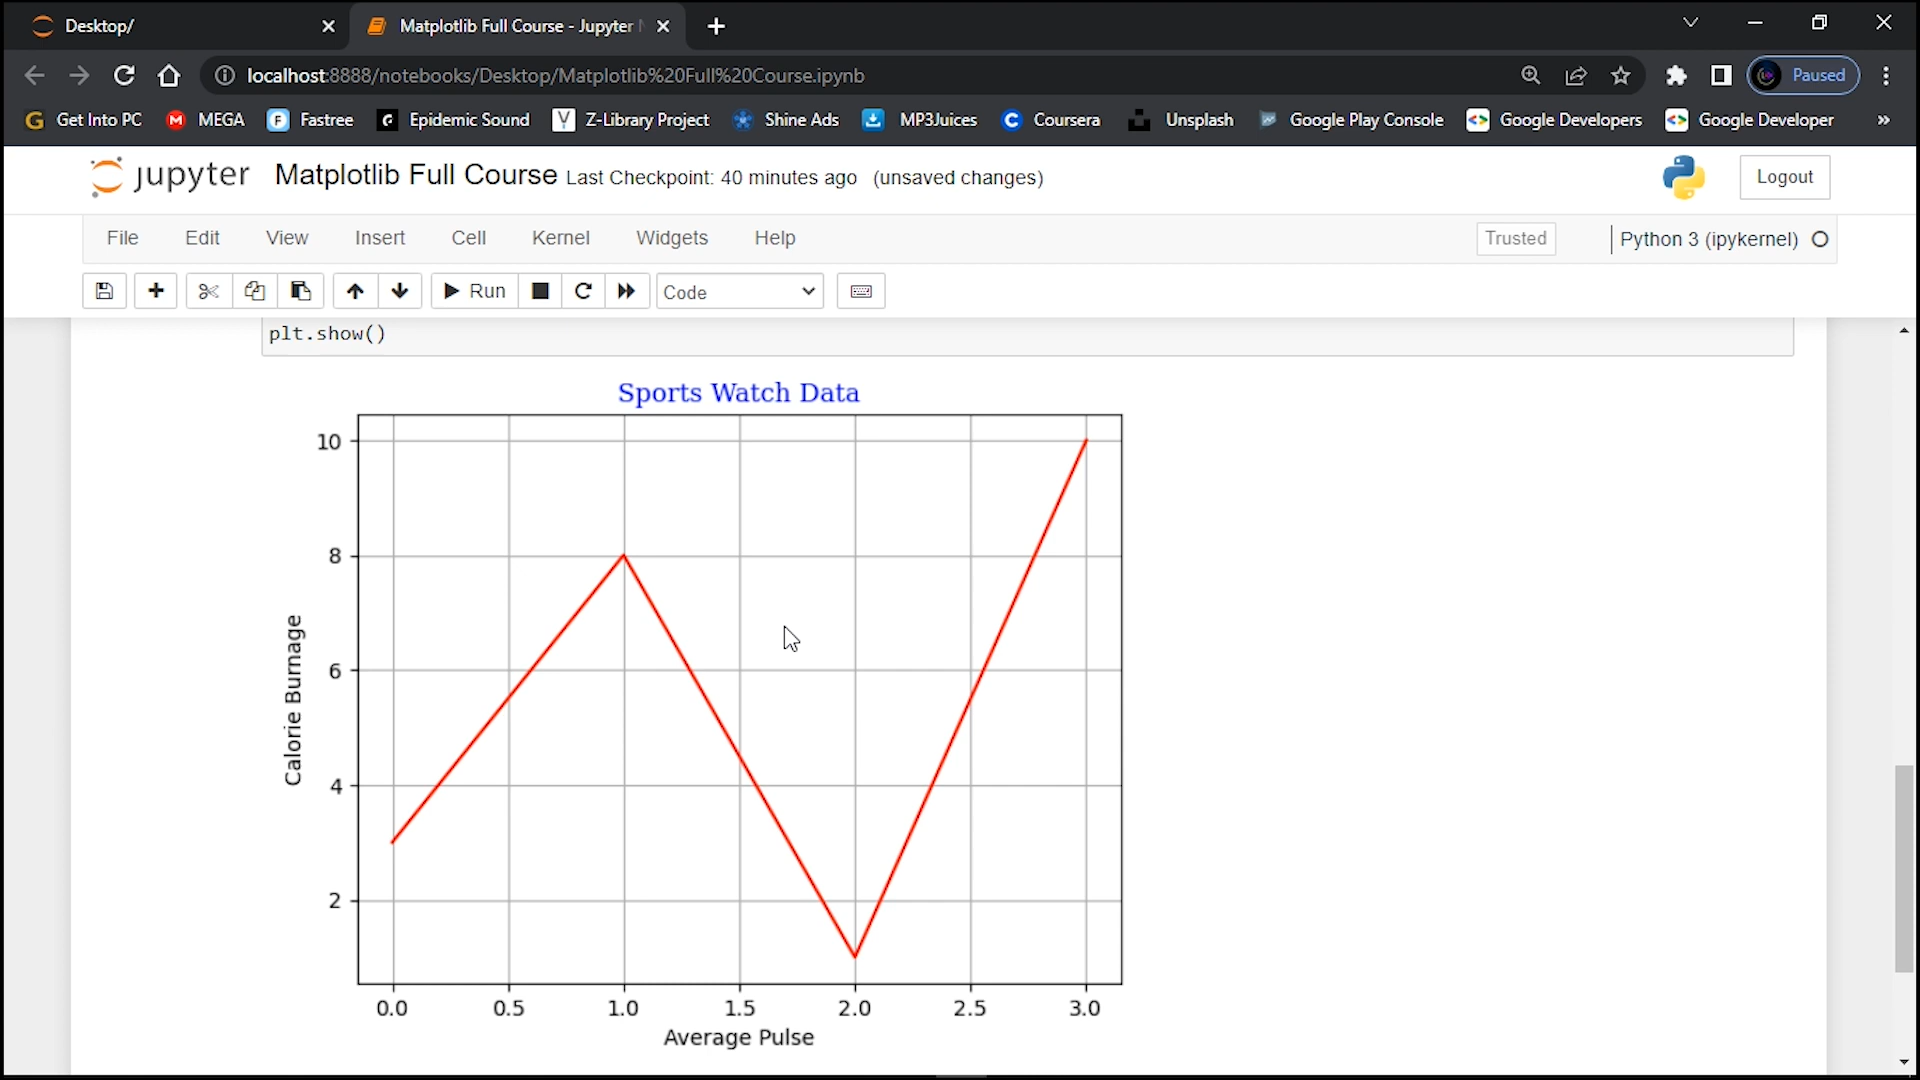 Desktop/
Matplotlib Full Course - Jupyter
localhost:8888/notebooks/Desktop/Matplotlib%20Full%20Course.ipynb
Paused
Get Into PC
MEGA
Fastree
Epidemic Sound
Z-Library Project
Shine Ads
MP3Juices
Coursera
Unsplash
Google Play Console
Google Developers
Google Developer
»
jupyter
Matplotlib Full Course
Last Checkpoint: 40 minutes ago
(unsaved changes)
Logout
File
Edit
View
Insert
Cell
Kernel
Widgets
Help
Trusted
Python 3 (ipykernel)
Run
Code
plt.show()
Sports Watch Data
10
8
6
4
2
Calorie Burnage
0.0
0.5
1.0
1.5
2.0
2.5
3.0
Average Pulse